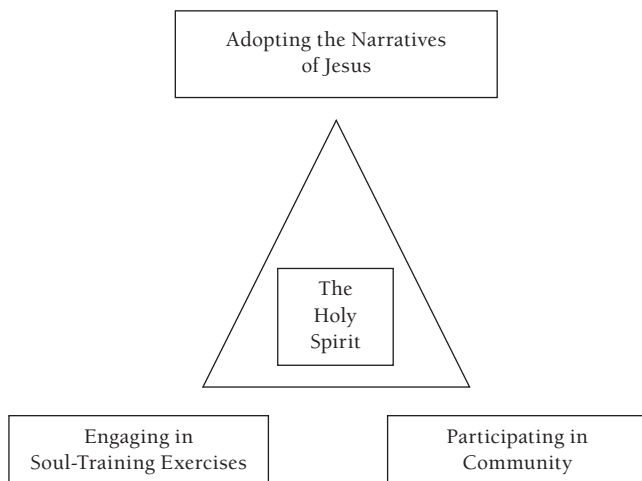 Adopting the Narratives
of Jesus
The
Holy
Spirit
Engaging in
Soul-Training Exercises
Participating in
Community